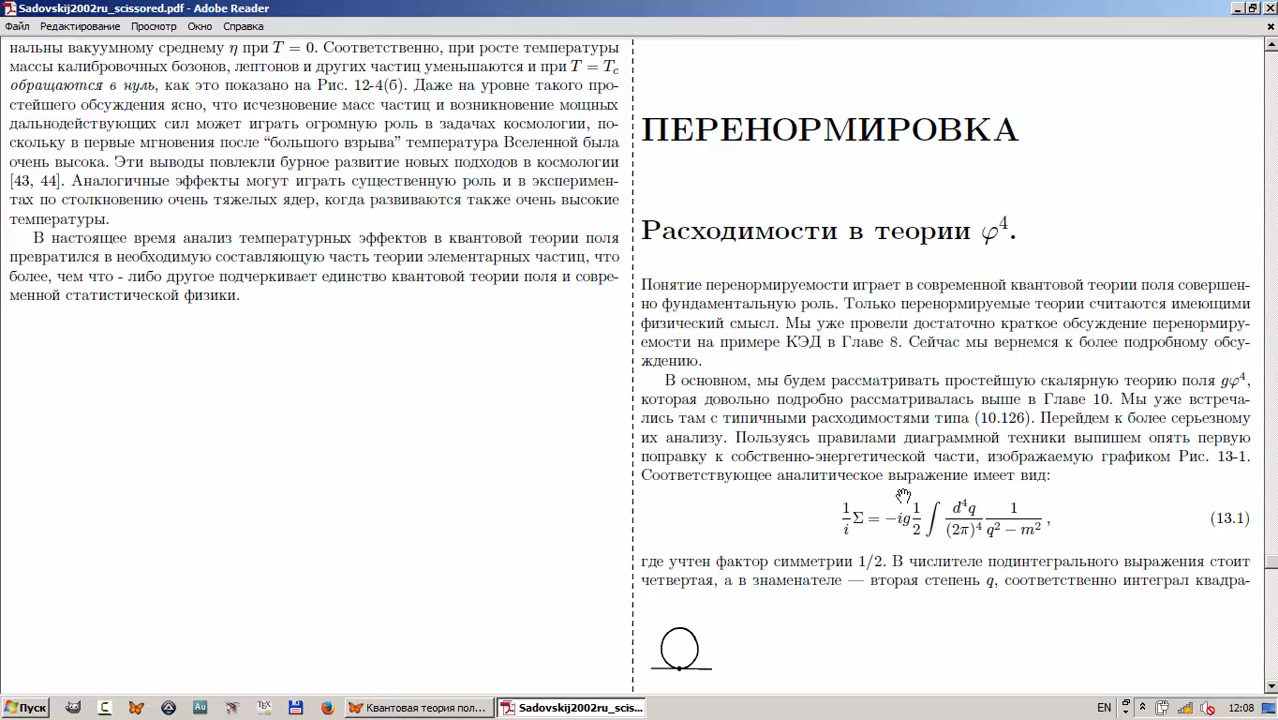 Sadovskij2002ru_scissored.pdf - Adobe Reader
Файл Редактирование Просмотр Окно Справка
нальны вакуумному среднему η при T = 0. Соответственно, при росте температуры
массы калибровочных бозонов, лептонов и других частиц уменьшаются и при T = T_c
обращаются в нуль, как это показано на Рис. 12-4(б). Даже на уровне такого про-
стейшего обсуждения ясно, что исчезновение масс частиц и возникновение мощных
дальнодействующих сил может играть огромную роль в задачах космологии, по-
скольку в первые мгновения после “большого взрыва” температура Вселенной была
очень высока. Эти выводы повлекли бурное развитие новых подходов в космологии
[43, 44]. Аналогичные эффекты могут играть существенную роль и в эксперимен-
тах по столкновению очень тяжелых ядер, когда развиваются также очень высокие
температуры.
В настоящее время анализ температурных эффектов в квантовой теории поля
превратился в необходимую составляющую часть теории элементарных частиц, что
более, чем что - либо другое подчеркивает единство квантовой теории поля и совре-
менной статистической физики.
ПЕРЕНОРМИРОВКА
Расходимости в теории φ⁴.
Понятие перенормируемости играет в современной квантовой теории поля совершен-
но фундаментальную роль. Только перенормируемые теории считаются имеющими
физический смысл. Мы уже провели достаточно краткое обсуждение перенормиру-
емости на примере КЭД в Главе 8. Сейчас мы вернемся к более подробному обсу-
ждению.
В основном, мы будем рассматривать простейшую скалярную теорию поля gφ⁴,
которая довольно подробно рассматривалась выше в Главе 10. Мы уже встреча-
лись там с типичными расходимостями типа (10.126). Перейдем к более серьезному
их анализу. Пользуясь правилами диаграммной техники выпишем опять первую
поправку к собственно-энергетической части, изображаемую графиком Рис. 13-1.
Соответствующее аналитическое выражение имеет вид:
1/i Σ = −ig 1/2 ∫ d⁴q/(2π)⁴ 1/(q² − m²) , (13.1)
где учтен фактор симметрии 1/2. В числителе подинтегрального выражения стоит
четвертая, а в знаменателе — вторая степень q, соответственно интеграл квадра-
Пуск Квантовая теория пол... Sadovskij2002ru_scis... EN 12:08